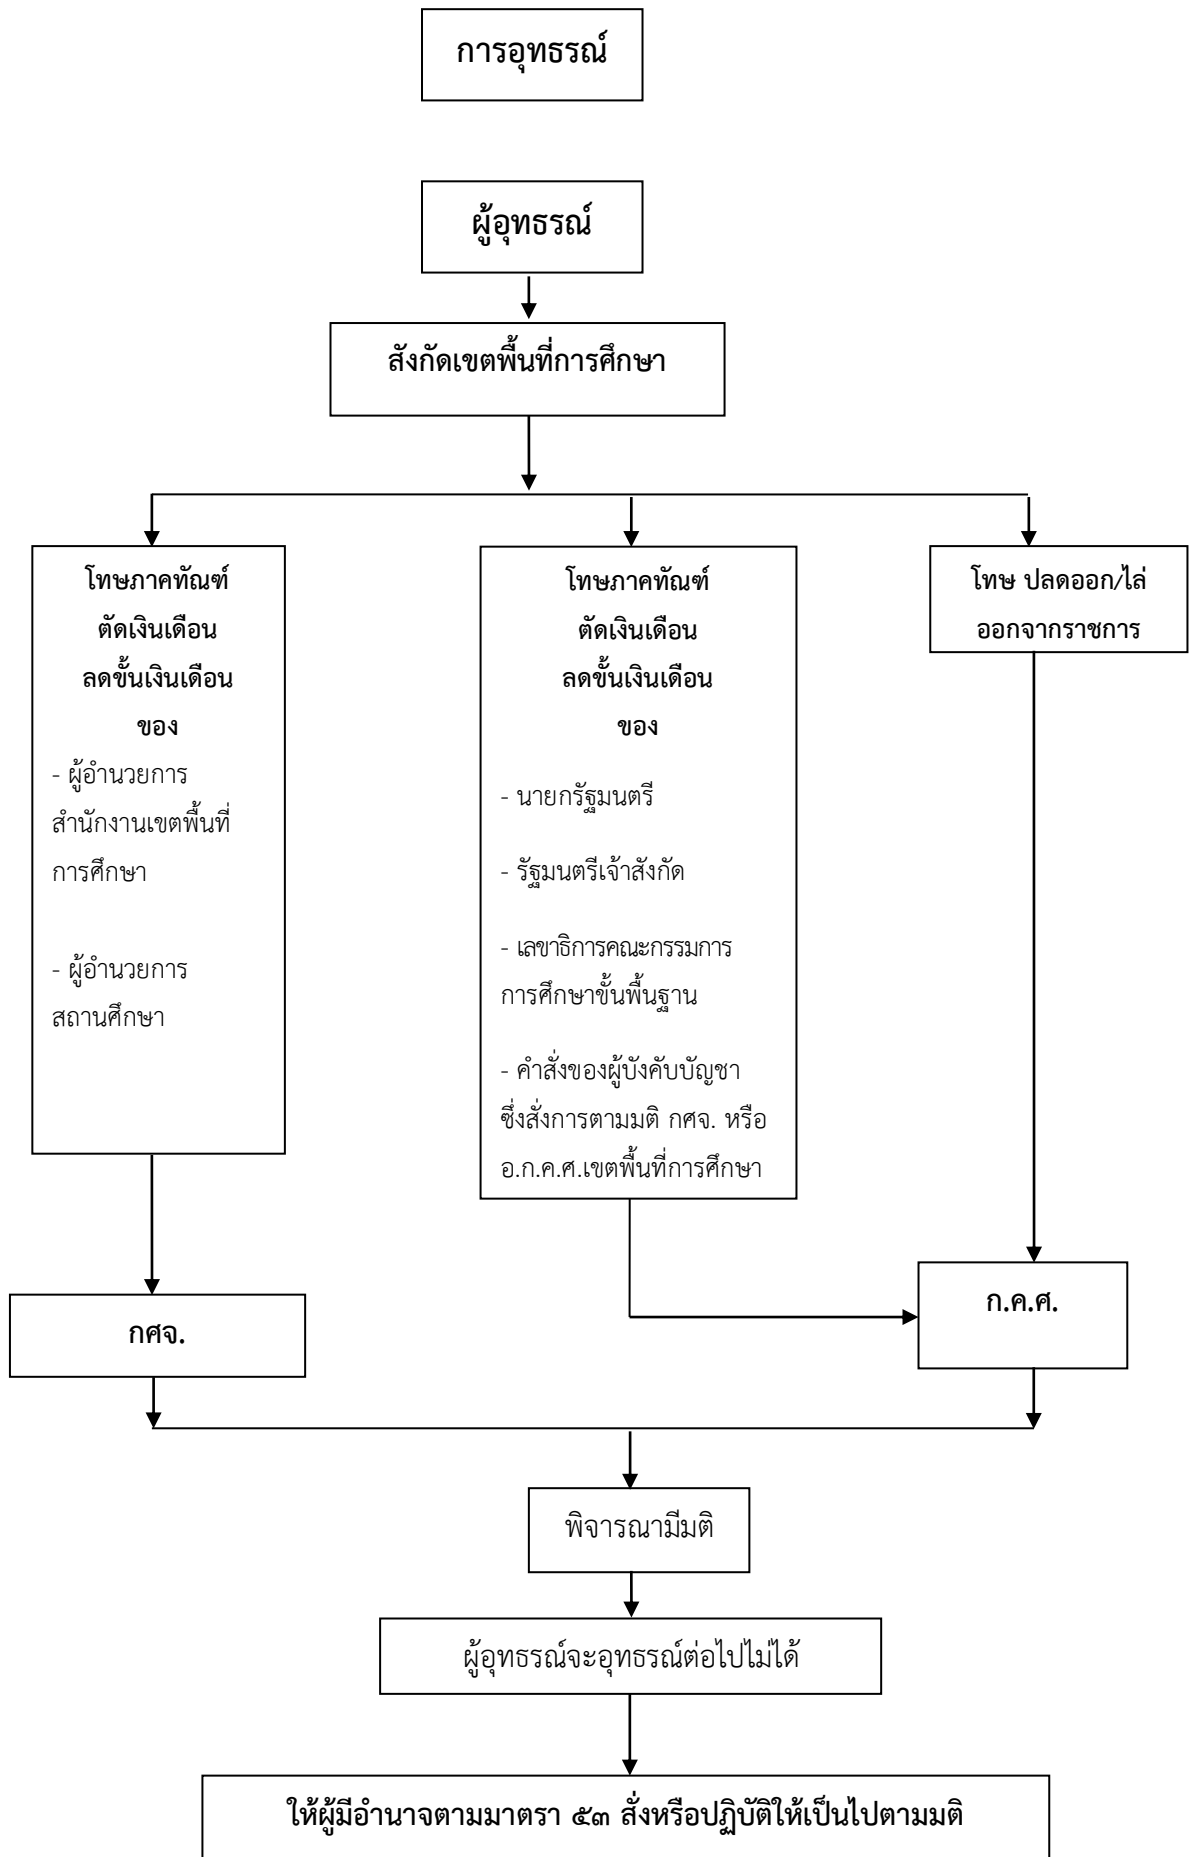 การอุทธรณ์
ผู้อุทธรณ์
สังกัดเขตพื้นที่การศึกษา
โทษภาคทัณฑ์
ตัดเงินเดือน
ลดขั้นเงินเดือน
ของ
- ผู้อำนวยการ
สำนักงานเขตพื้นที่
การศึกษา
- ผู้อำนวยการ
สถานศึกษา
โทษภาคทัณฑ์
ตัดเงินเดือน
ลดขั้นเงินเดือน
ของ
- นายกรัฐมนตรี
- รัฐมนตรีเจ้าสังกัด
- เลขาธิการคณะกรรมการ
การศึกษาขั้นพื้นฐาน
- คำสั่งของผู้บังคับบัญชา
ซึ่งสั่งการตามมติ กศจ. หรือ
อ.ก.ค.ศ.เขตพื้นที่การศึกษา
โทษ ปลดออก/ไล่
ออกจากราชการ
กศจ.
ก.ค.ศ.
พิจารณามีมติ
ผู้อุทธรณ์จะอุทธรณ์ต่อไปไม่ได้
ให้ผู้มีอำนาจตามมาตรา ๕๓ สั่งหรือปฏิบัติให้เป็นไปตามมติ